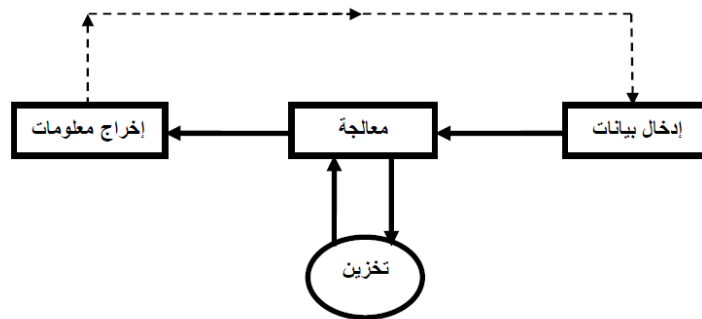 إدخال بيانات
معالجة
إخراج معلومات
تخزين